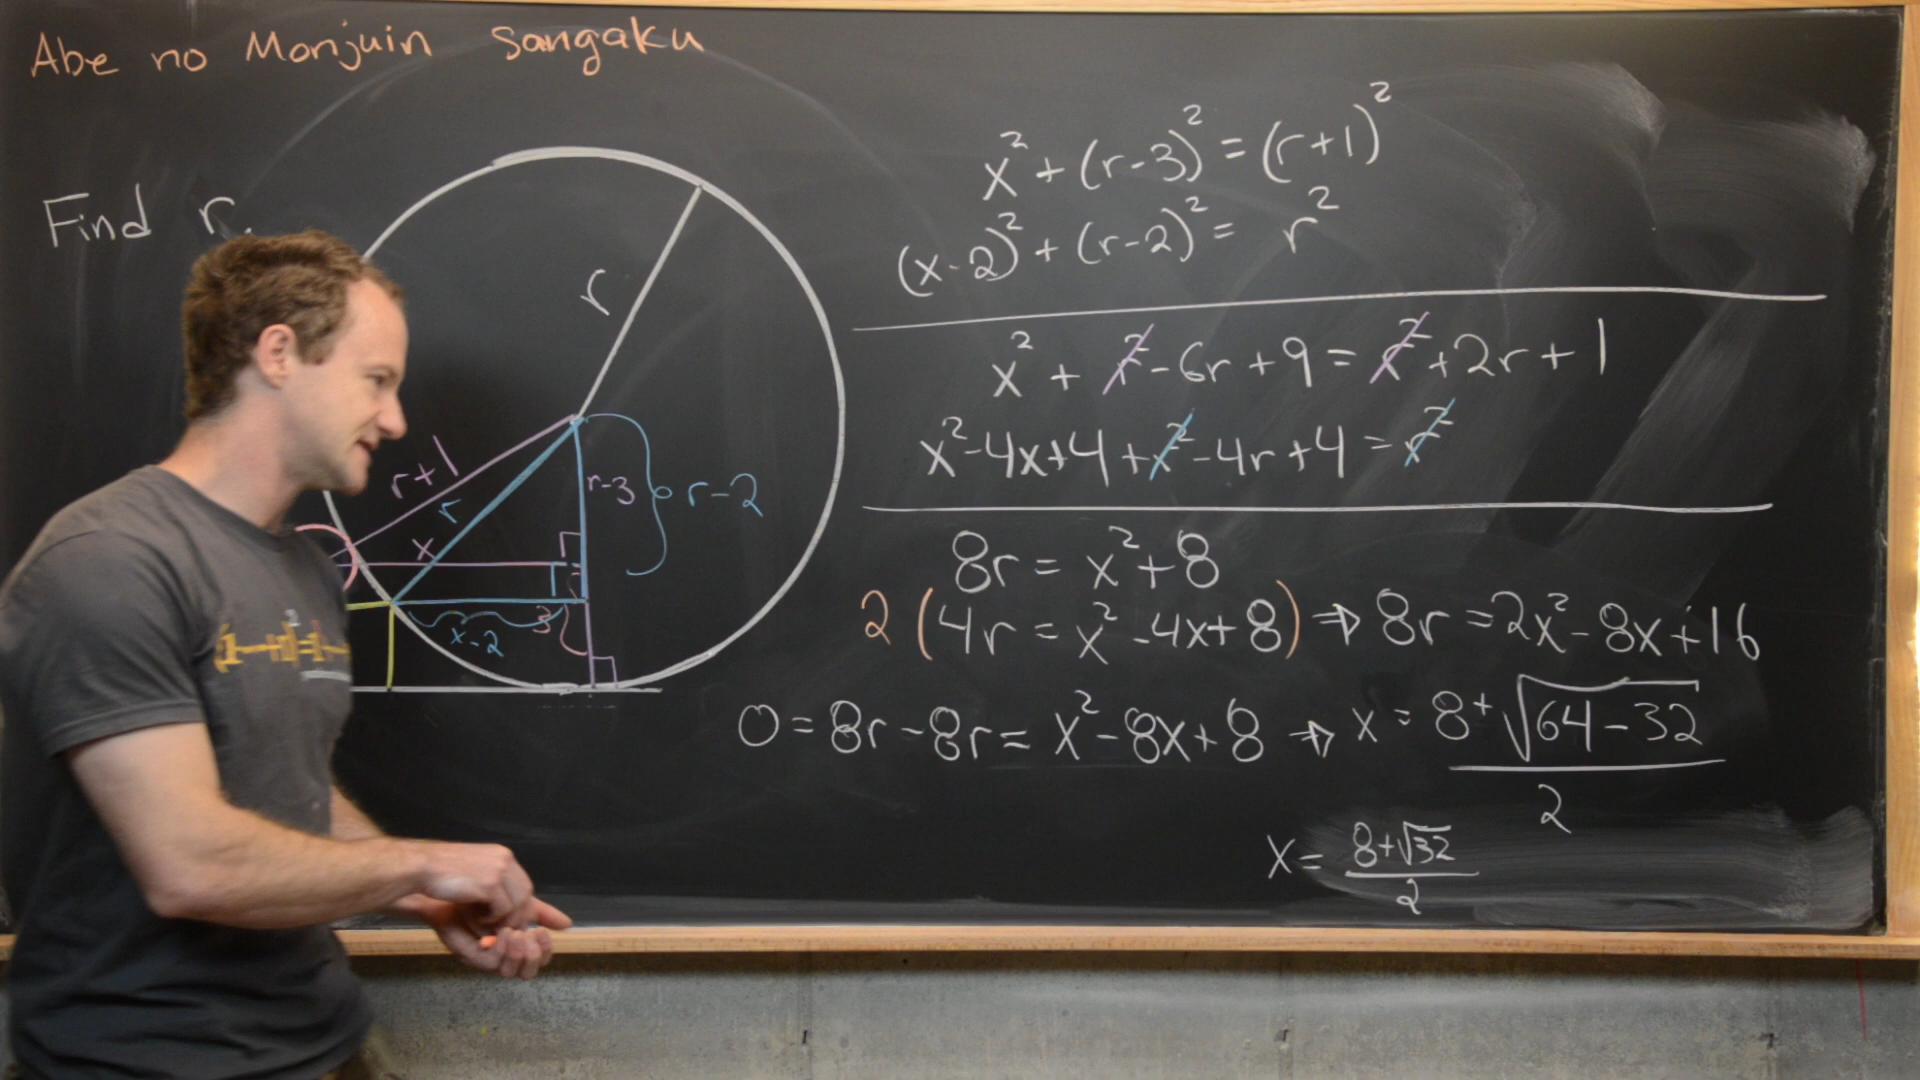 Abe no Monjuin Sangaku
Find r.
r
r+1
r
x
r-3
r-2
x-2
3
x² + (r-3)² = (r+1)²
(x-2)² + (r-2)² = r²
x² + r² - 6r + 9 = r² + 2r + 1
x² - 4x + 4 + r² - 4r + 4 = r²
8r = x² + 8
2 (4r = x² - 4x + 8) ⇒ 8r = 2x² - 8x + 16
0 = 8r - 8r = x² - 8x + 8 ⇒ x = 8 + √64 - 32 / 2
x = 8 + √32 / 2